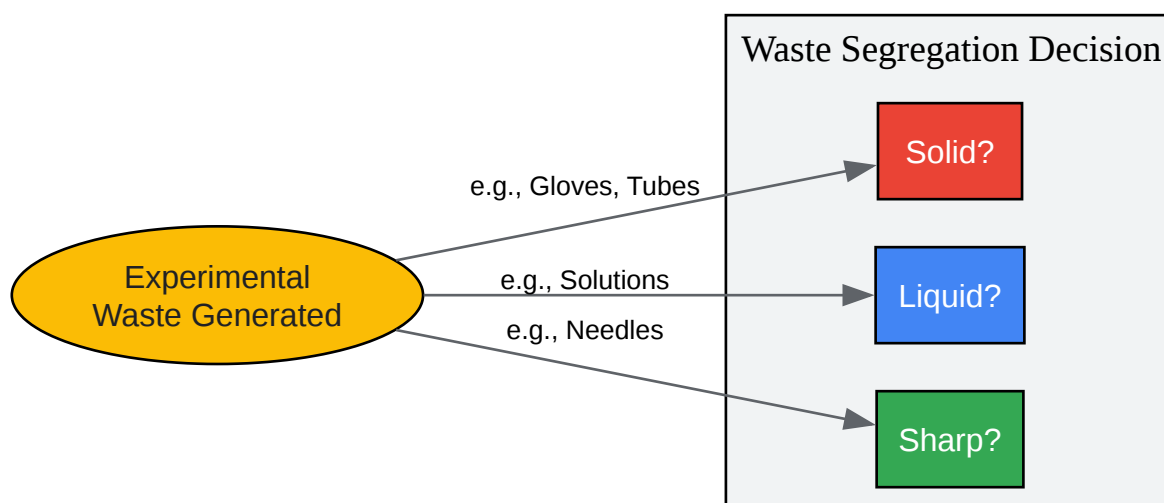 Waste Segregation Decision
Solid?
e.g., Gloves, Tubes
Experimental
Waste Generated
e.g., Solutions
Liquid?
e.g., Needles
Sharp?